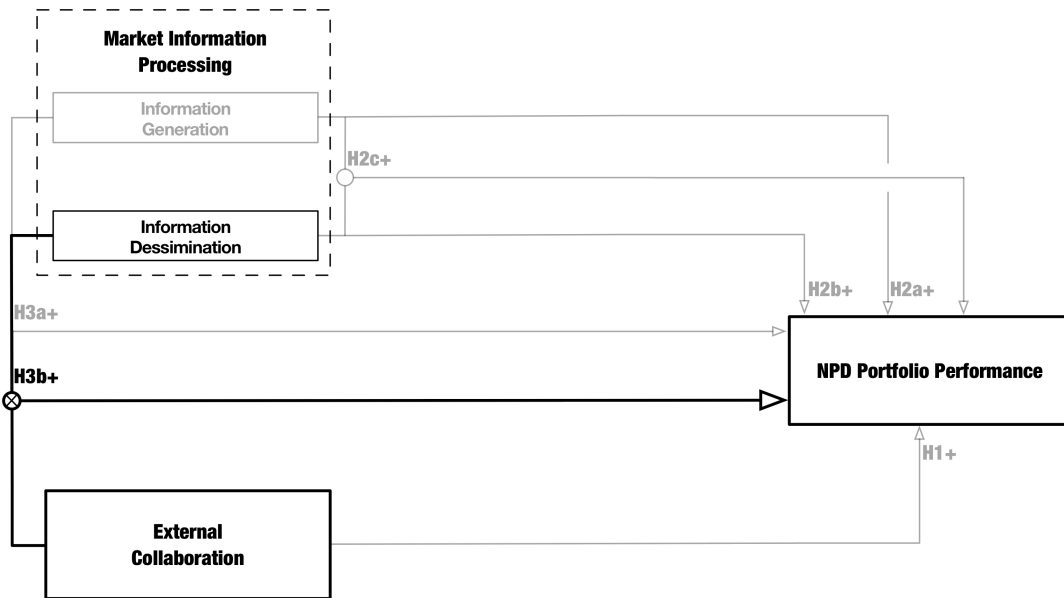 Market Information
Processing
Information
Generation
H2c+
Information
Dessimination
H2b+
H2a+
H3a+
NPD Portfolio Performance
H3b+
H1+
External
Collaboration